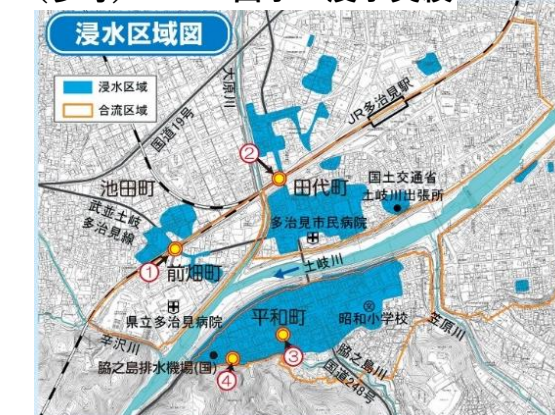 浸水区域図
浸水区域
合流区域
国道19号
大原川
JR多治見駅
②
池田町
田代町
国土交通省
土岐川出張所
武並土岐
多治見線
多治見市民病院
①
前畑町
土岐川
県立多治見病院
平和町
昭和小学校
笠原川
辛沢川
③
脇之島川
脇之島排水機場(国)
④
国道248号